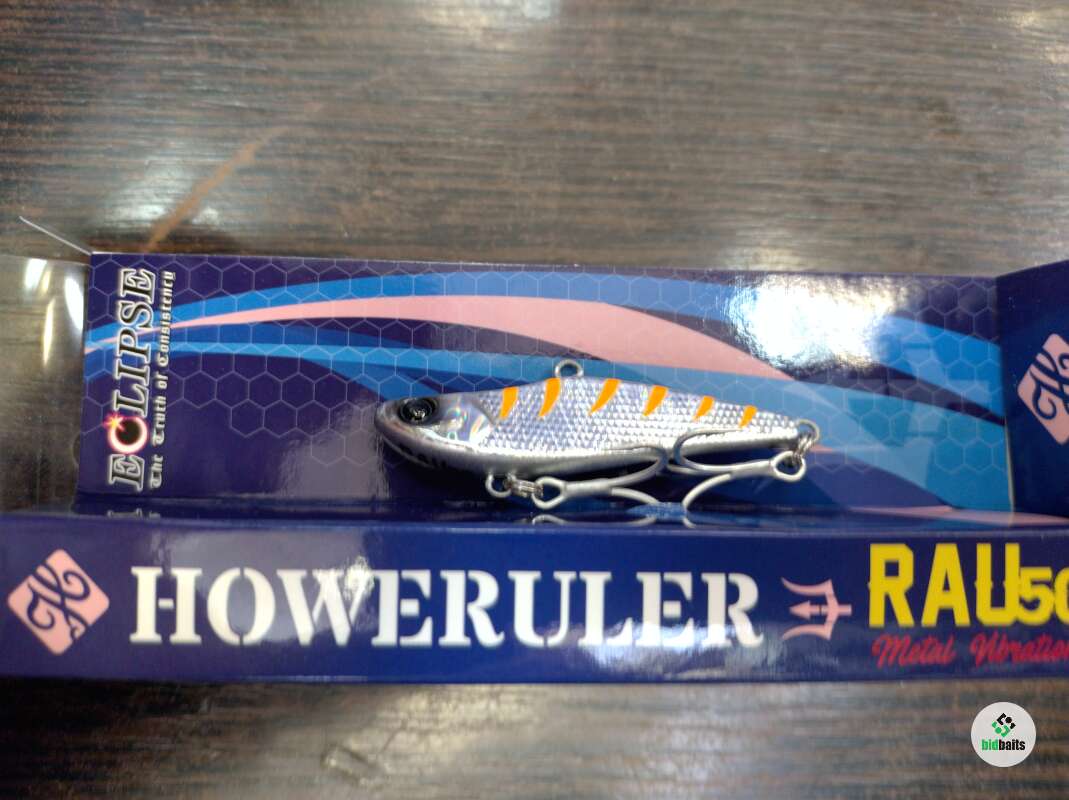 ECLIPSE
The Truth of Consistency
HOWERULER
RAU50
Metal Vibration
bidbaits